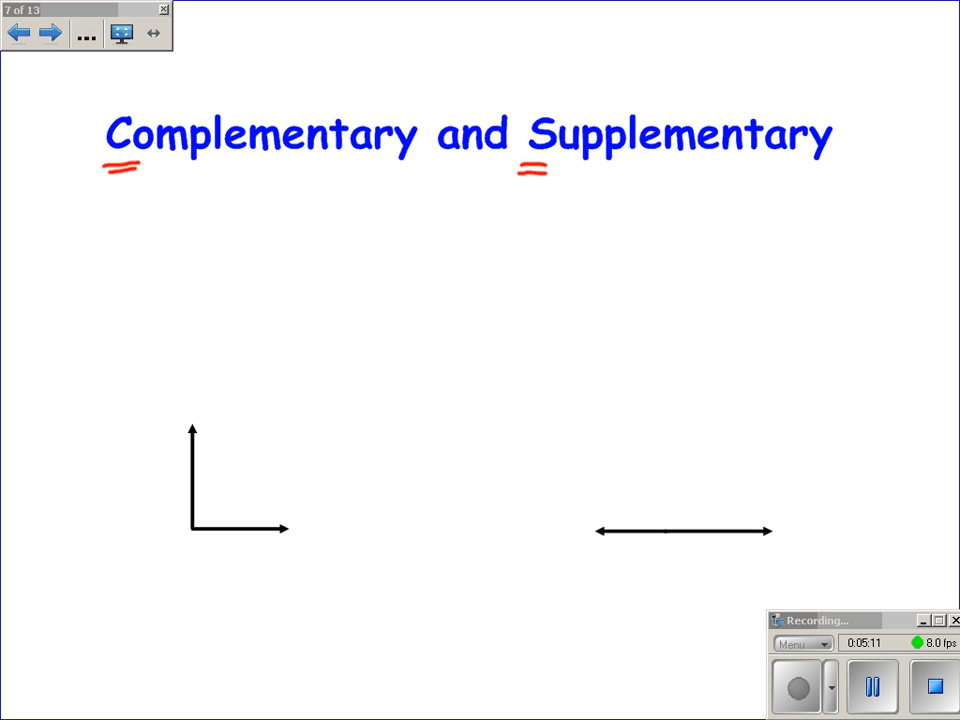 7 of 13
...
Complementary and Supplementary
Recording...
Menu 0:05:11 8.0 fps